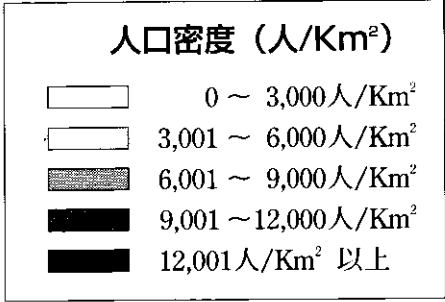 人口密度（人/Km²）
0 ～ 3,000人/Km²
3,001 ～ 6,000人/Km²
6,001 ～ 9,000人/Km²
9,001 ～12,000人/Km²
12,001人/Km² 以上